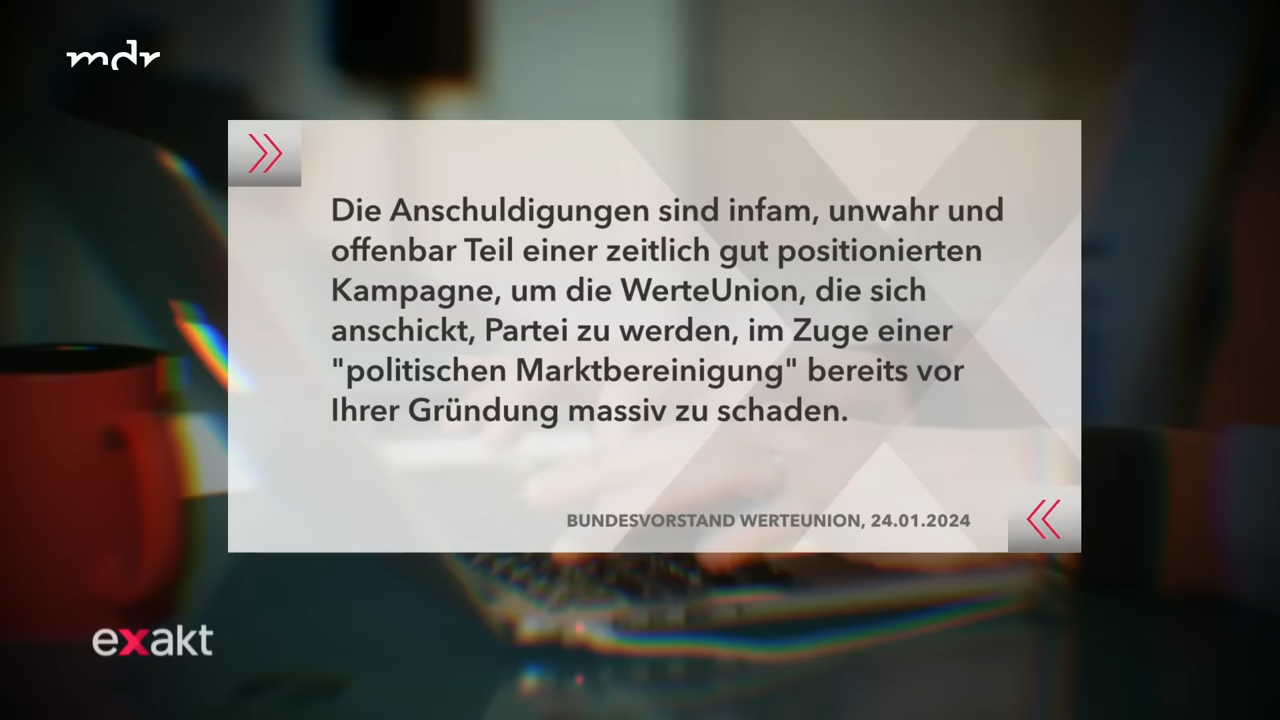 mdr
Die Anschuldigungen sind infam, unwahr und
offenbar Teil einer zeitlich gut positionierten
Kampagne, um die WerteUnion, die sich
anschickt, Partei zu werden, im Zuge einer
"politischen Marktbereinigung" bereits vor
Ihrer Gründung massiv zu schaden.
BUNDESVORSTAND WERTEUNION, 24.01.2024
exakt